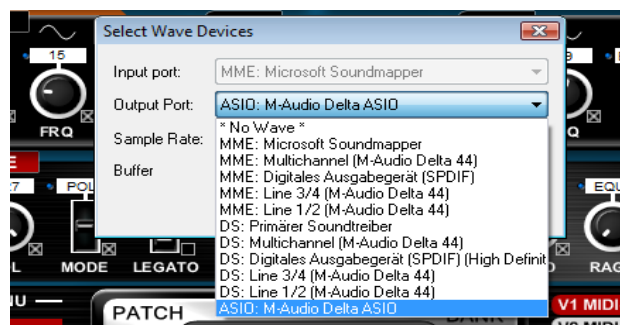 Select Wave Devices
15
Input port:
MME: Microsoft Soundmapper
Output Port:
ASIO: M-Audio Delta ASIO
FRQ
Sample Rate:
* No Wave *
MME: Microsoft Soundmapper
MME: Multichannel (M-Audio Delta 44)
Buffer
MME: Digitales Ausgabegerät (SPDIF)
MME: Line 3/4 (M-Audio Delta 44)
7
POL
MME: Line 1/2 (M-Audio Delta 44)
EQU
DS: Primärer Soundtreiber
DS: Multichannel (M-Audio Delta 44)
DS: Digitales Ausgabegerät (SPDIF) (High Definit
MODE
LEGATO
DS: Line 3/4 (M-Audio Delta 44)
DS: Line 1/2 (M-Audio Delta 44)
ASIO: M-Audio Delta ASIO
PATCH
V1 MIDI